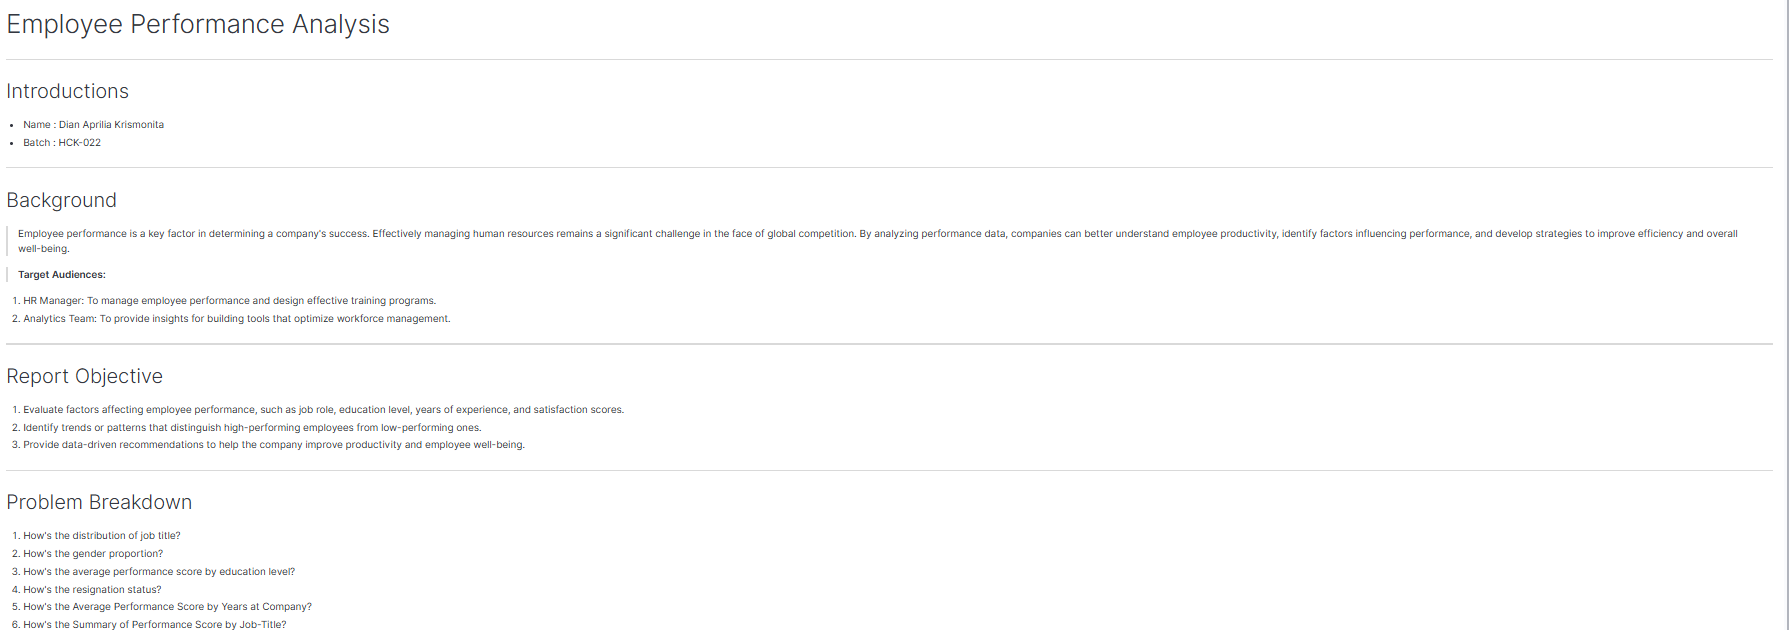 Employee Performance Analysis
Introductions
• Name : Dian Aprilia Krismonita
• Batch : HCK-022
Background
Employee performance is a key factor in determining a company's success. Effectively managing human resources remains a significant challenge in the face of global competition. By analyzing performance data, companies can better understand employee productivity, identify factors influencing performance, and develop strategies to improve efficiency and overall
well-being.
Target Audiences:
1. HR Manager: To manage employee performance and design effective training programs.
2. Analytics Team: To provide insights for building tools that optimize workforce management.
Report Objective
1. Evaluate factors affecting employee performance, such as job role, education level, years of experience, and satisfaction scores.
2. Identify trends or patterns that distinguish high-performing employees from low-performing ones.
3. Provide data-driven recommendations to help the company improve productivity and employee well-being.
Problem Breakdown
1. How's the distribution of job title?
2. How's the gender proportion?
3. How's the average performance score by education level?
4. How's the resignation status?
5. How's the Average Performance Score by Years at Company?
6. How's the Summary of Performance Score by Job-Title?